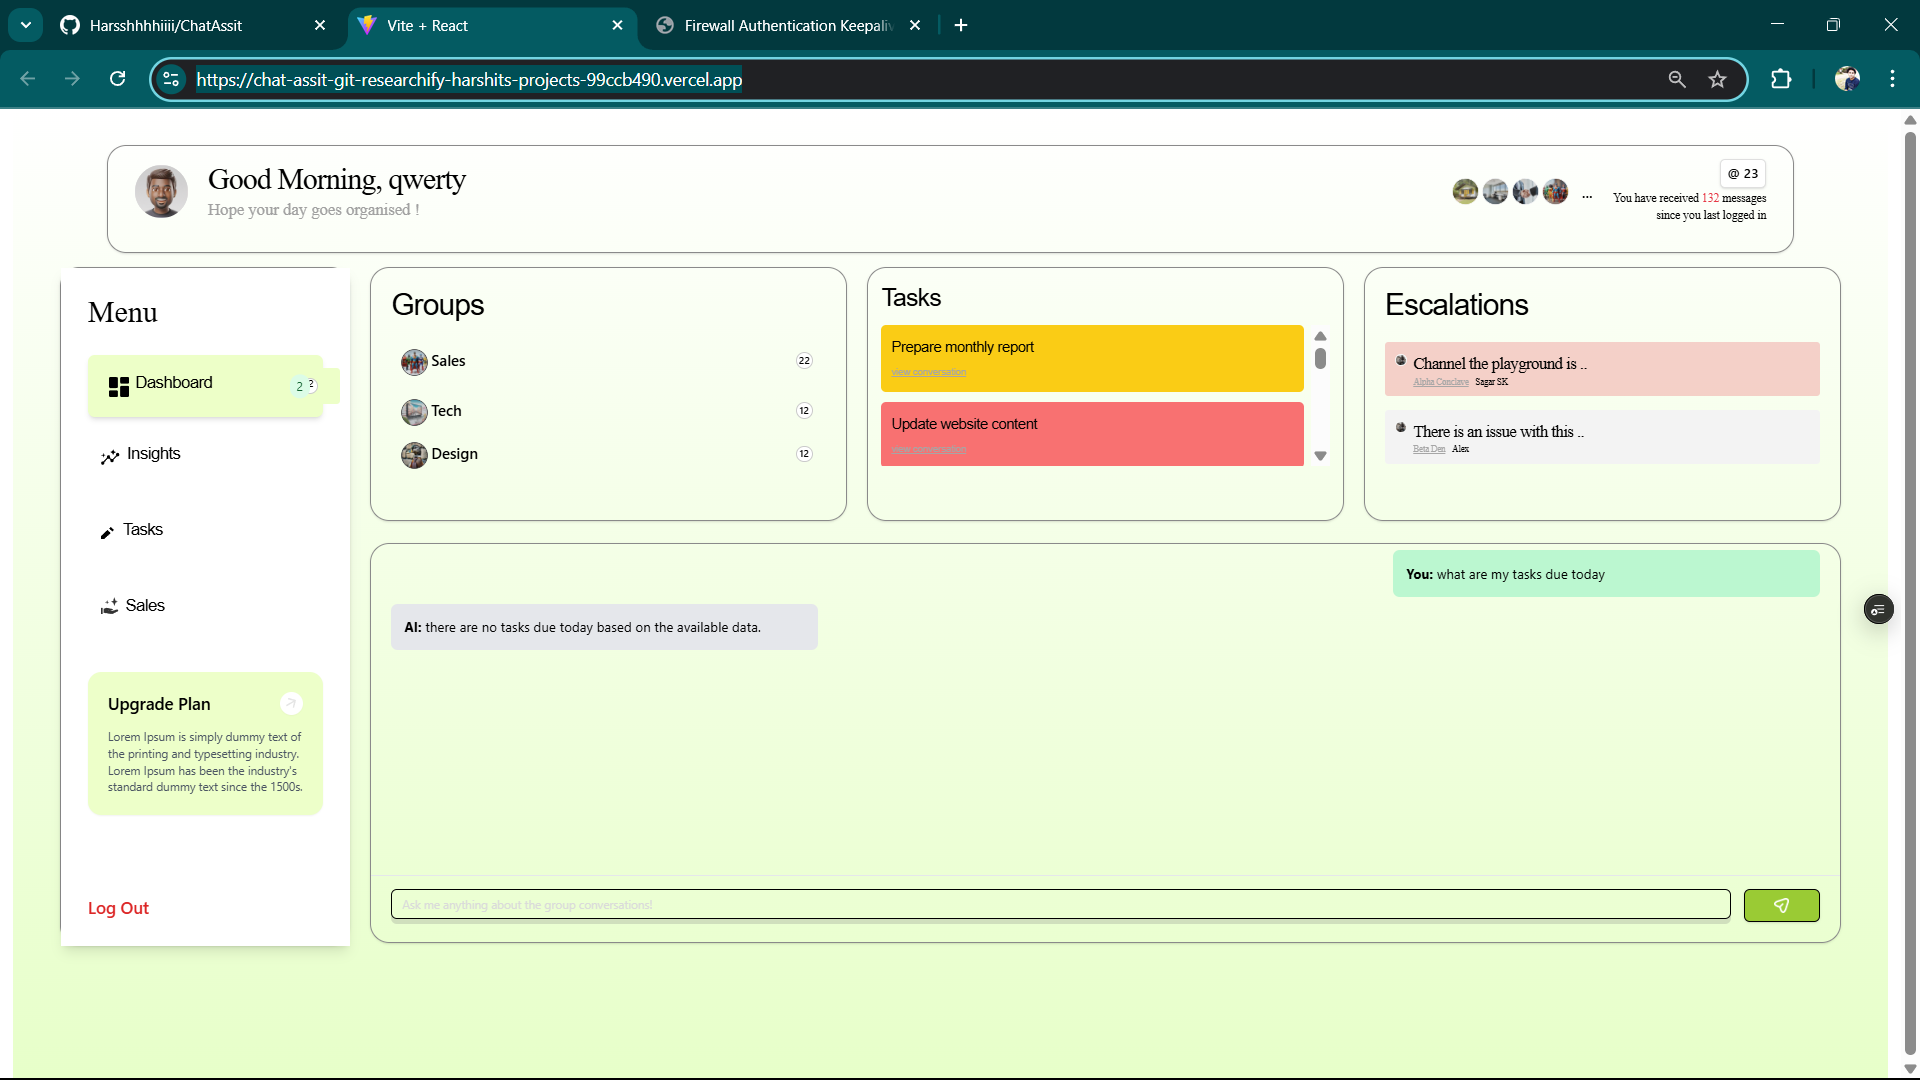 Harsshhhhiiii/ChatAssit
Vite + React
Firewall Authentication Keepaliv
https://chat-assit-git-researchify-harshits-projects-99ccb490.vercel.app
Good Morning, qwerty
Hope your day goes organised !
...
@ 23
You have received 132 messages
since you last logged in
Menu
Dashboard
2
2
Insights
Tasks
Sales
Upgrade Plan
Lorem Ipsum is simply dummy text of
the printing and typesetting industry.
Lorem Ipsum has been the industry's
standard dummy text since the 1500s.
Log Out
Groups
Sales
22
Tech
12
Design
12
Tasks
Prepare monthly report
view conversation
Update website content
view conversation
Escalations
Channel the playground is ..
Alpha Conclave Sagar SK
There is an issue with this ..
Beta Den Alex
You: what are my tasks due today
AI: there are no tasks due today based on the available data.
Ask me anything about the group conversations!